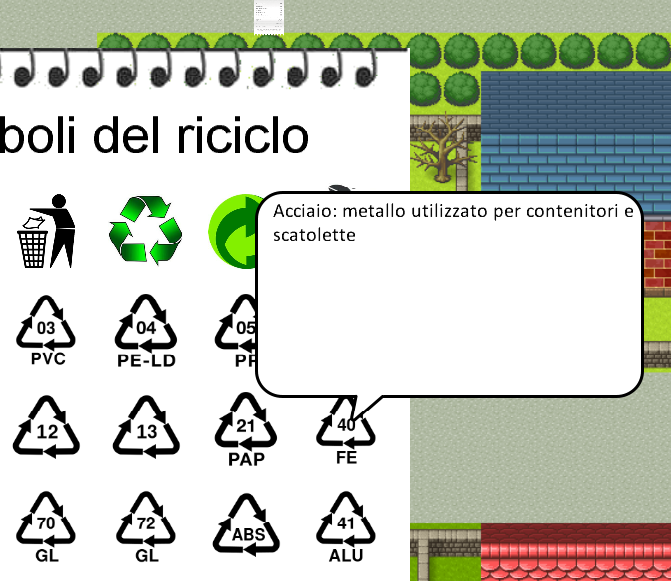 boli del riciclo
Acciaio: metallo utilizzato per contenitori e
scatolette
03 04 05
PVC PE-LD
12 13 21 40
PAP FE
70 72 ABS 41
GL GL ALU